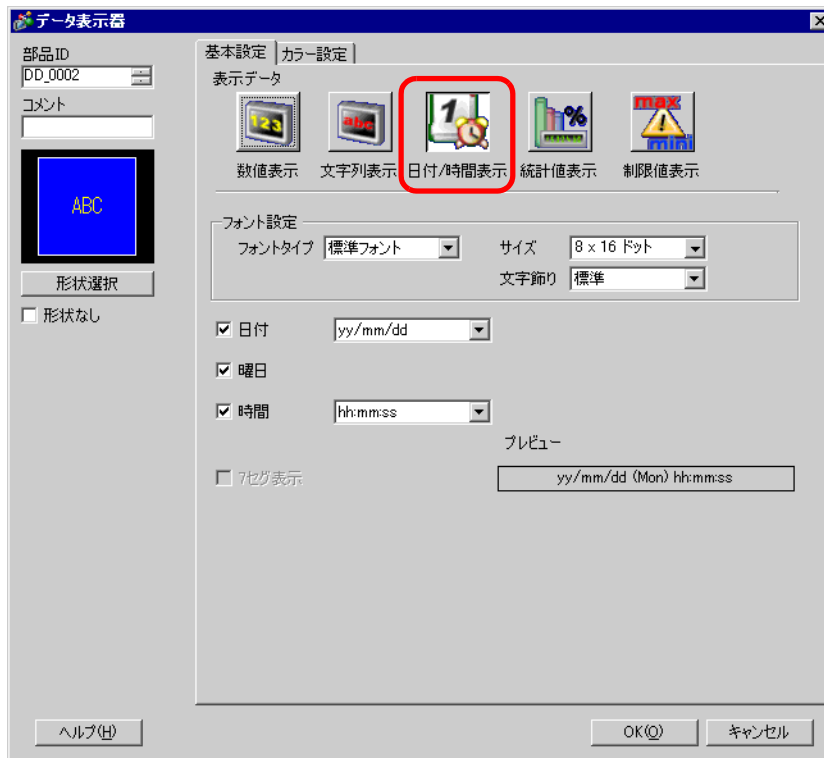 データ表示器
部品ID
DD_0002
コメント
ABC
形状選択
形状なし
基本設定 カラー設定
表示データ
123 abc 1 % max mini
数値表示 文字列表示 日付/時間表示 統計値表示 制限値表示
フォント設定
フォントタイプ 標準フォント サイズ 8 x 16 ドット
文字飾り 標準
日付 yy/mm/dd
曜日
時間 hh:mm:ss
プレビュー
7セグ表示 yy/mm/dd (Mon) hh:mm:ss
ヘルプ(H) OK(O) キャンセル